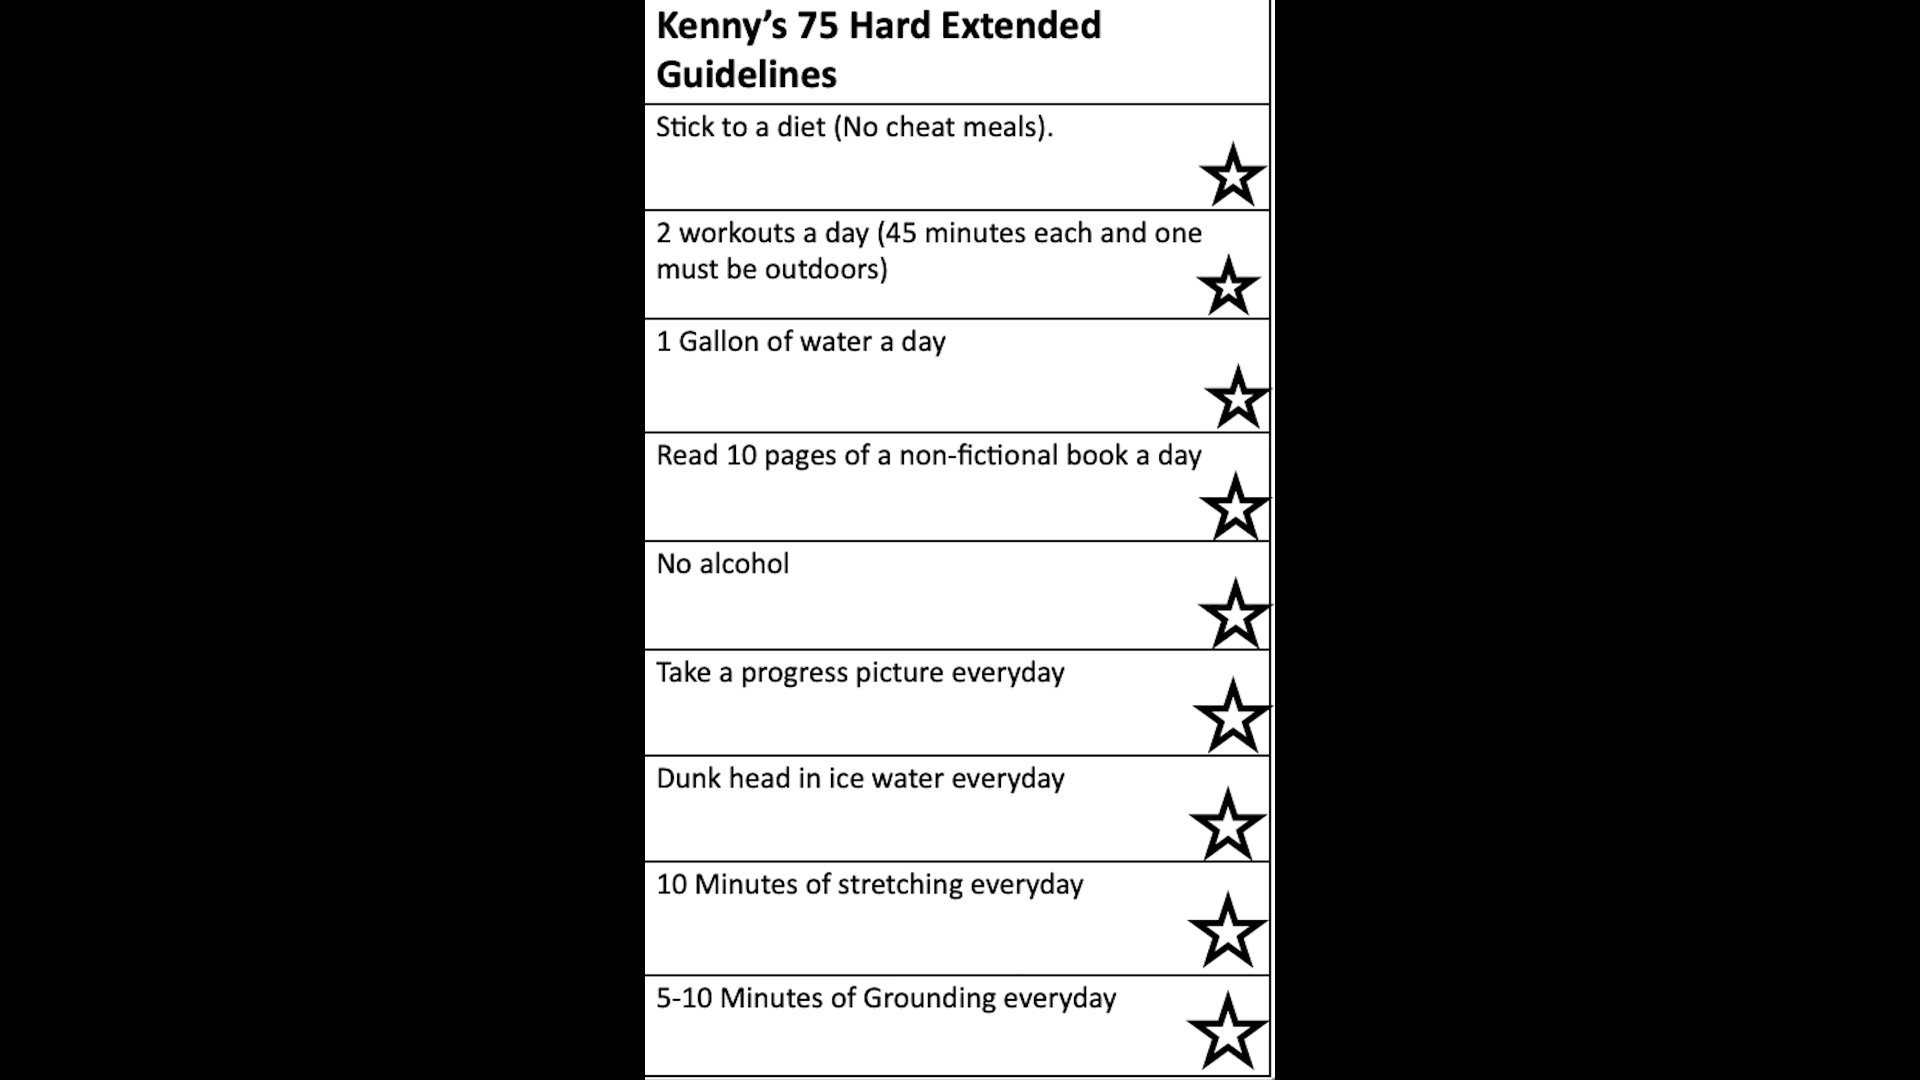 Kenny’s 75 Hard Extended
Guidelines
Stick to a diet (No cheat meals).
2 workouts a day (45 minutes each and one
must be outdoors)
1 Gallon of water a day
Read 10 pages of a non-fictional book a day
No alcohol
Take a progress picture everyday
Dunk head in ice water everyday
10 Minutes of stretching everyday
5-10 Minutes of Grounding everyday